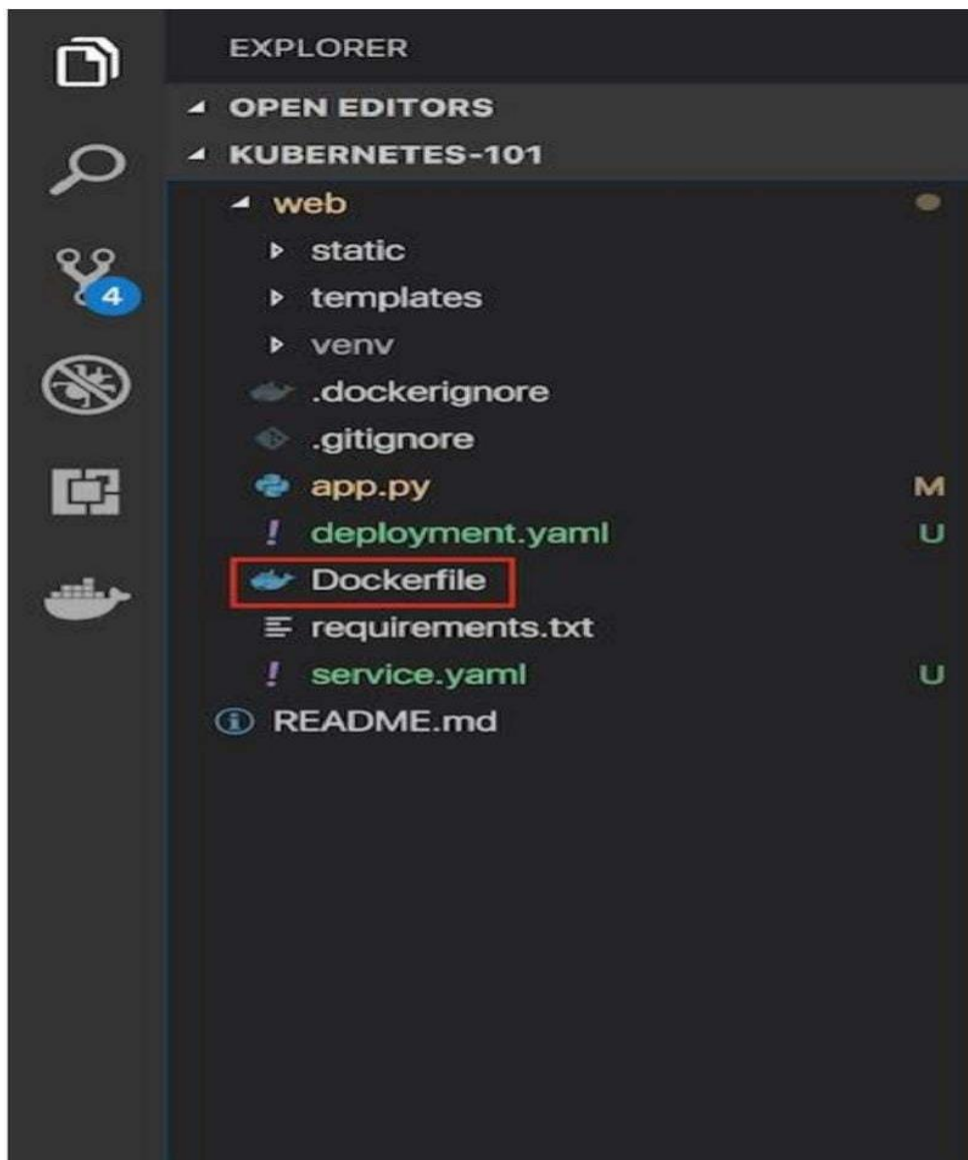 EXPLORER
OPEN EDITORS
KUBERNETES-101
web
static
templates
4
venv
.dockerignore
.gitignore
app.py M
deployment.yaml U
Dockerfile
requirements.txt
service.yaml U
README.md